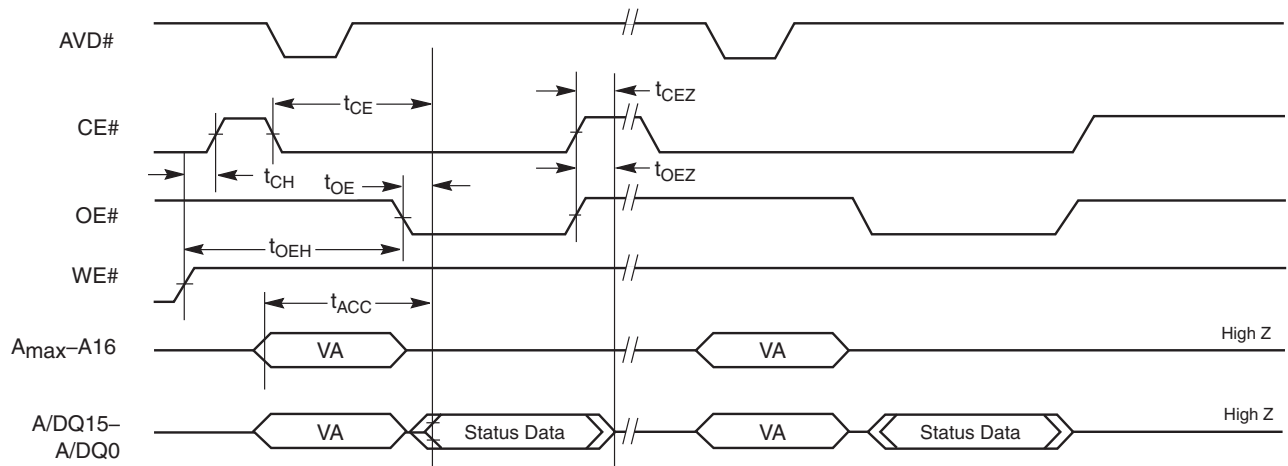 AVD#
tCE
tCEZ
CE#
tCH
tOE
tOEZ
OE#
tOEH
WE#
tACC
Amax–A16
VA
VA
High Z
A/DQ15–
A/DQ0
VA
Status Data
VA
Status Data
High Z